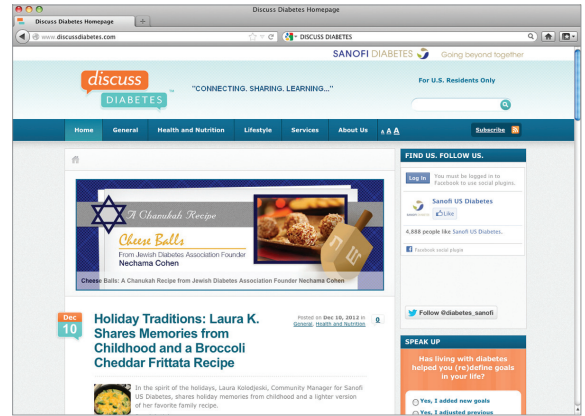 Discuss Diabetes Homepage
Discuss Diabetes Homepage
www.discussdiabetes.com
DISCUSS DIABETES
SANOFI DIABETES Going beyond together
discuss
DIABETES
"CONNECTING. SHARING. LEARNING..."
For U.S. Residents Only
Home General Health and Nutrition Lifestyle Services About Us A A A Subscribe
A Chanukah Recipe
Cheese Balls
From Jewish Diabetes Association Founder
Nechama Cohen
Cheese Balls: A Chanukah Recipe from Jewish Diabetes Association Founder Nechama Cohen
Dec
10
Holiday Traditions: Laura K.
Shares Memories from
Childhood and a Broccoli
Cheddar Frittata Recipe
Posted on Dec 10, 2012 in
General, Health and Nutrition
0
In the spirit of the holidays, Laura Kolodjeski, Community Manager for Sanofi
US Diabetes, shares holiday memories from childhood and a lighter version
of her favorite family recipe.
FIND US. FOLLOW US.
Log In
You must be logged in to
Facebook to use social plugins.
Sanofi US Diabetes
Like
4,888 people like Sanofi US Diabetes.
Facebook social plugin
Follow @diabetes_sanofi
SPEAK UP
Has living with diabetes
helped you (re)define goals
in your life?
Yes, I added new goals
Yes, I adjusted previous